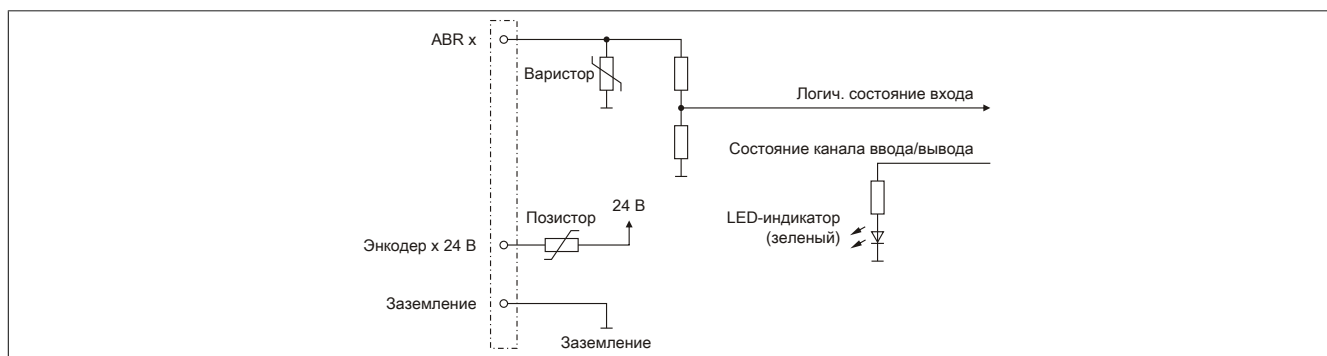 ABR x
Варистор
Логич. состояние входа
Состояние канала ввода/вывода
LED-индикатор
(зеленый)
24 В
Позистор
Энкодер x 24 В
Заземление
Заземление